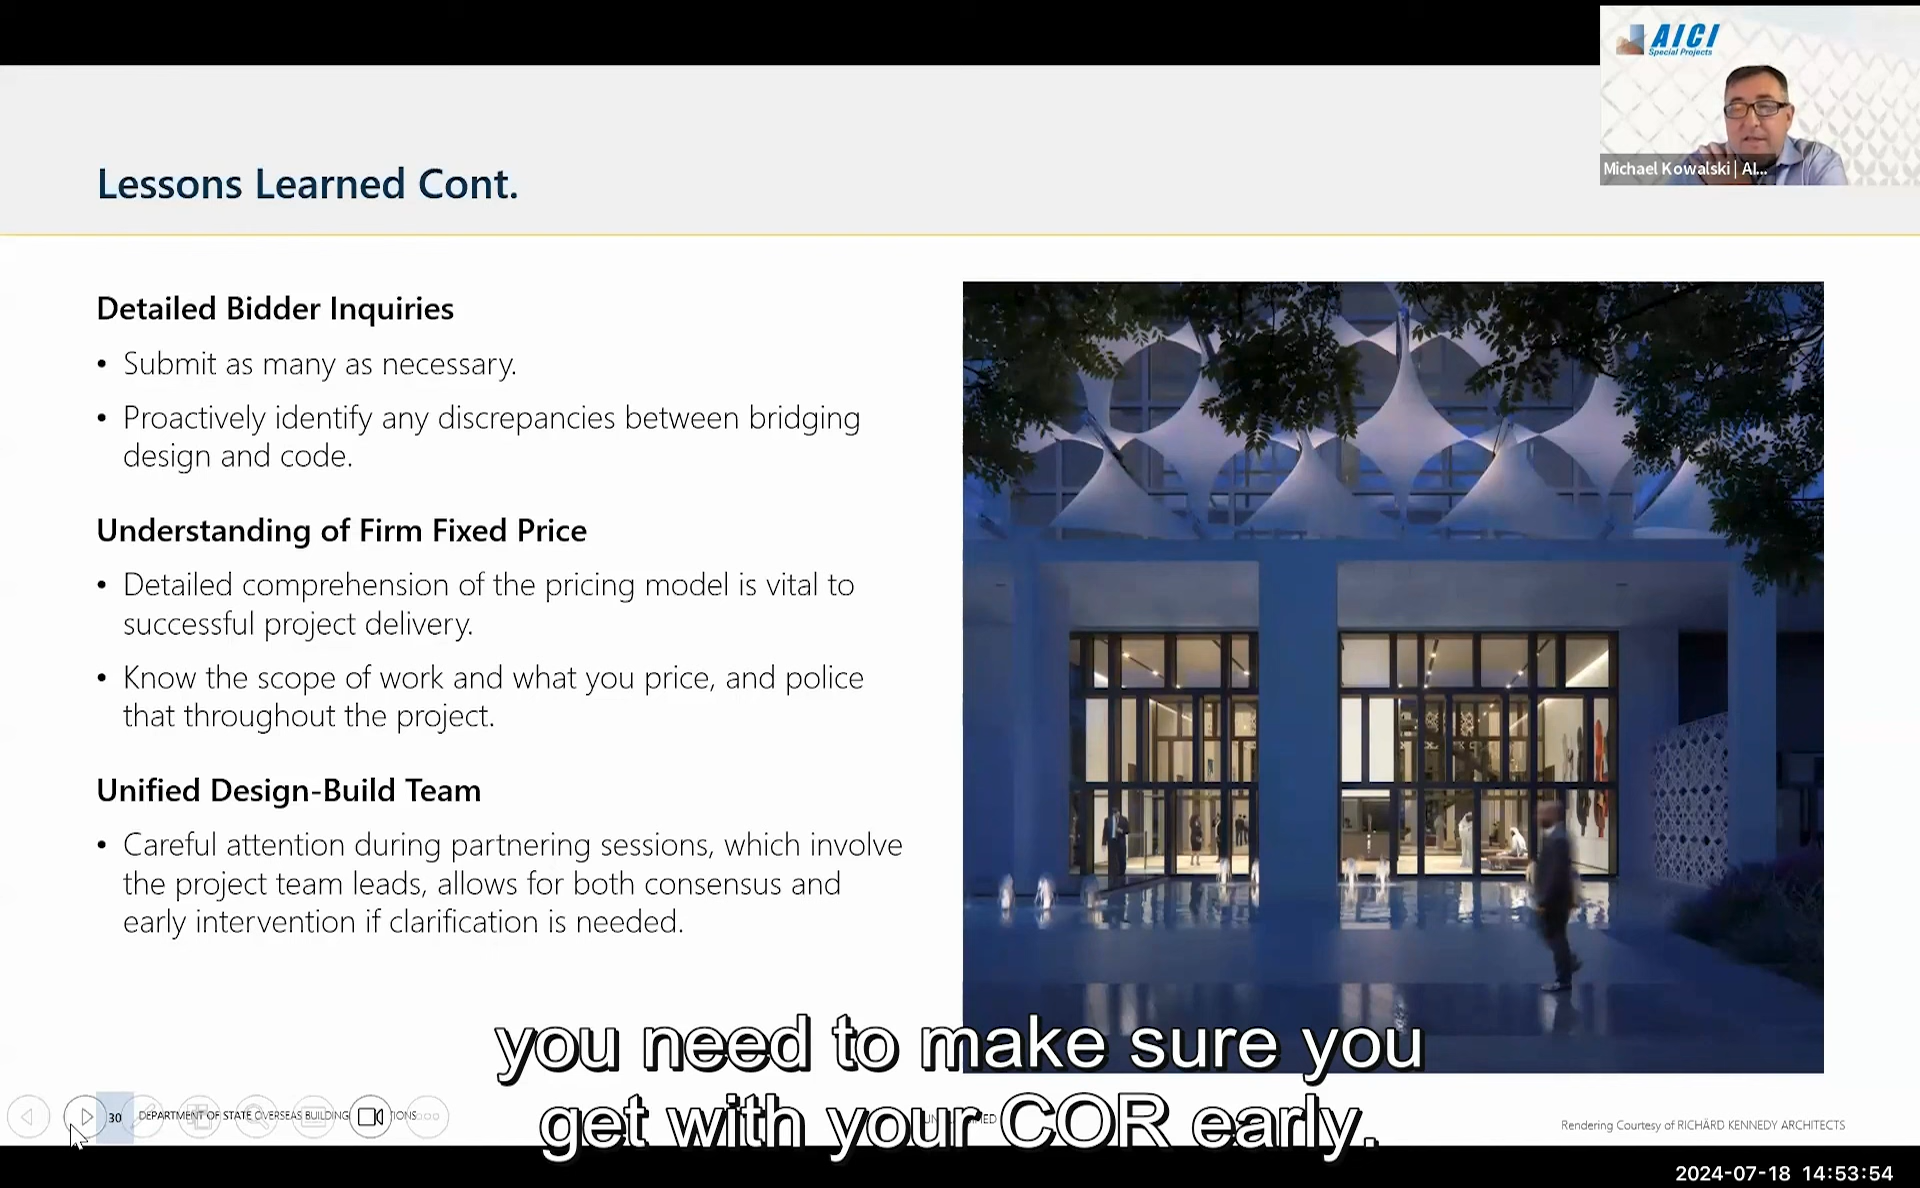 AICI
Special Projects
Michael Kowalski | AI...
Lessons Learned Cont.
Detailed Bidder Inquiries
• Submit as many as necessary.
• Proactively identify any discrepancies between bridging
design and code.
Understanding of Firm Fixed Price
• Detailed comprehension of the pricing model is vital to
successful project delivery.
• Know the scope of work and what you price, and police
that throughout the project.
Unified Design-Build Team
• Careful attention during partnering sessions, which involve
the project team leads, allows for both consensus and
early intervention if clarification is needed.
you need to make sure you
get with your COR early.
30
DEPARTMENT OF STATE OVERSEAS BUILDING
Rendering Courtesy of RICHÄRD KENNEDY ARCHITECTS
2024-07-18 14:53:54